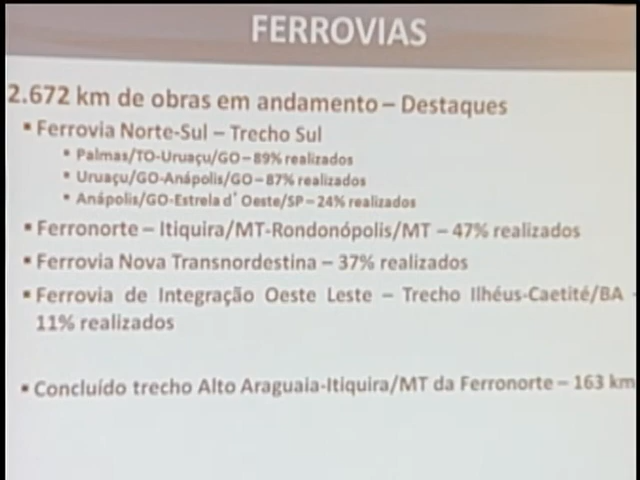 FERROVIAS
2.672 km de obras em andamento – Destaques
▪ Ferrovia Norte-Sul – Trecho Sul
▪ Palmas/TO-Uruaçu/GO – 89% realizados
▪ Uruaçu/GO-Anápolis/GO – 87% realizados
▪ Anápolis/GO-Estrela d' Oeste/SP – 24% realizados
▪ Ferronorte – Itiquira/MT-Rondonópolis/MT – 47% realizados
▪ Ferrovia Nova Transnordestina – 37% realizados
▪ Ferrovia de Integração Oeste Leste – Trecho Ilhéus-Caetité/BA -
11% realizados
▪ Concluído trecho Alto Araguaia-Itiquira/MT da Ferronorte – 163 km